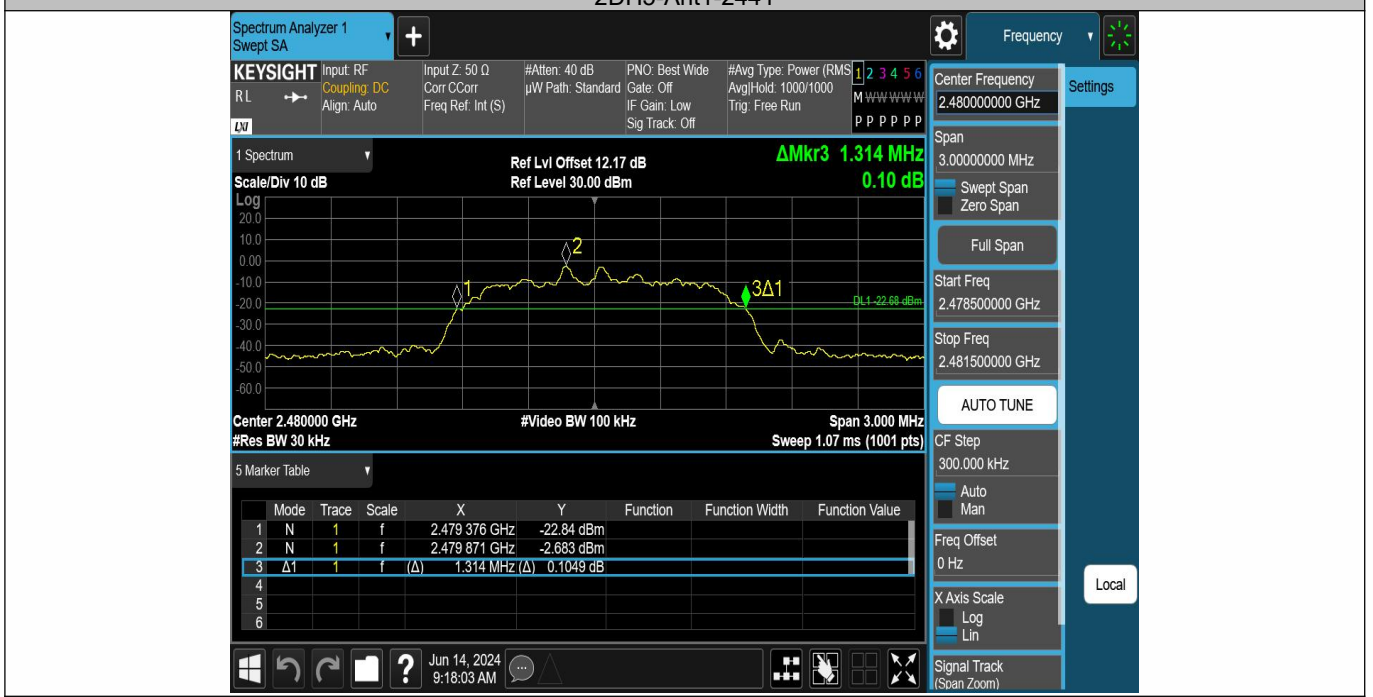 2DH5-Ant1-2441
Spectrum Analyzer 1
Swept SA
+
Frequency
KEYSIGHT
RL
LXI
Input: RF
Coupling: DC
Align: Auto
Input Z: 50 Ω
Corr CCorr
Freq Ref: Int (S)
#Atten: 40 dB
µW Path: Standard
PNO: Best Wide
Gate: Off
IF Gain: Low
Sig Track: Off
#Avg Type: Power (RMS
Avg|Hold: 1000/1000
Trig: Free Run
1 2 3 4 5 6
M W W W W W
P P P P P P
1 Spectrum
Scale/Div 10 dB
Ref Lvl Offset 12.17 dB
Ref Level 30.00 dBm
ΔMkr3 1.314 MHz
0.10 dB
Log
20.0
10.0
0.00
-10.0
-20.0
-30.0
-40.0
-50.0
-60.0
1
2
3Δ1
DL1 -22.68 dBm
Center 2.480000 GHz
#Video BW 100 kHz
Span 3.000 MHz
#Res BW 30 kHz
Sweep 1.07 ms (1001 pts)
5 Marker Table
Mode Trace Scale X Y Function Function Width Function Value
1 N 1 f 2.479 376 GHz -22.84 dBm
2 N 1 f 2.479 871 GHz -2.683 dBm
3 Δ1 1 f (Δ) 1.314 MHz (Δ) 0.1049 dB
4
5
6
?
Jun 14, 2024
9:18:03 AM
Center Frequency
2.480000000 GHz
Settings
Span
3.00000000 MHz
Swept Span
Zero Span
Full Span
Start Freq
2.478500000 GHz
Stop Freq
2.481500000 GHz
AUTO TUNE
CF Step
300.000 kHz
Auto
Man
Freq Offset
0 Hz
Local
X Axis Scale
Log
Lin
Signal Track
(Span Zoom)